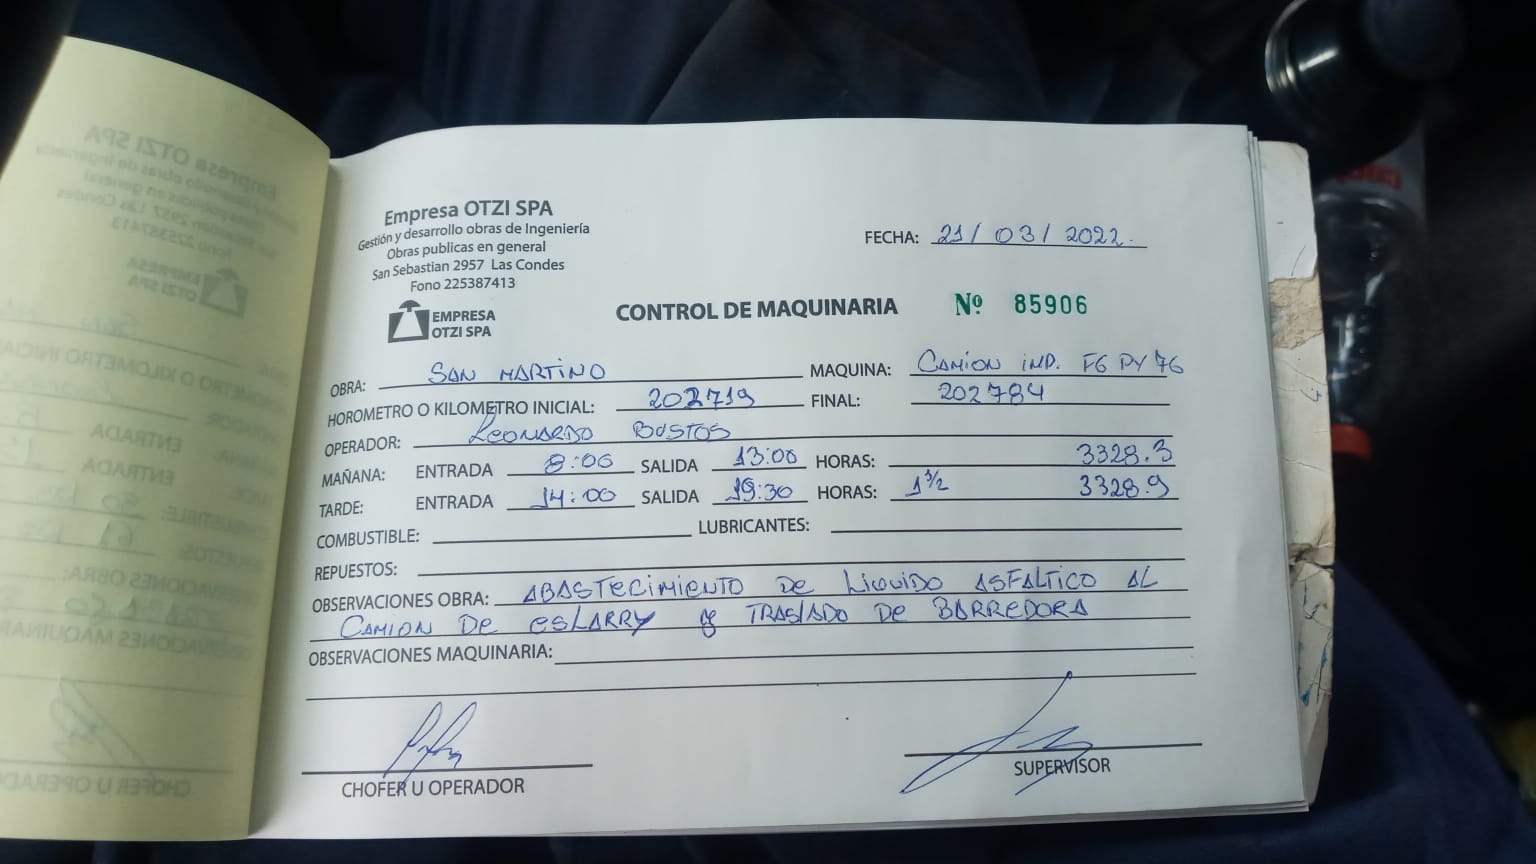 Empresa OTZI SPA
Gestión y desarrollo obras de Ingeniería
Obras publicas en general
San Sebastian 2957 Las Condes
Fono 225387413
EMPRESA
OTZI SPA
FECHA: 21/03/2022.
CONTROL DE MAQUINARIA Nº 85906
OBRA: SAN MARTINO MAQUINA: CAMION IMP. FG PY 76
HOROMETRO O KILOMETRO INICIAL: 202719 FINAL: 202784
OPERADOR: LEONARDO BUSTOS
MAÑANA: ENTRADA 8:00 SALIDA 13:00 HORAS: 3328.3
TARDE: ENTRADA 14:00 SALIDA 19:30 HORAS: 1 1/2 3328.9
COMBUSTIBLE: LUBRICANTES:
REPUESTOS:
OBSERVACIONES OBRA: ABASTECIMIENTO DE LIQUIDO ASFALTICO AL
CAMION DE ESLARRY Y TRASLADO DE BARREDORA
OBSERVACIONES MAQUINARIA:
CHOFER U OPERADOR SUPERVISOR